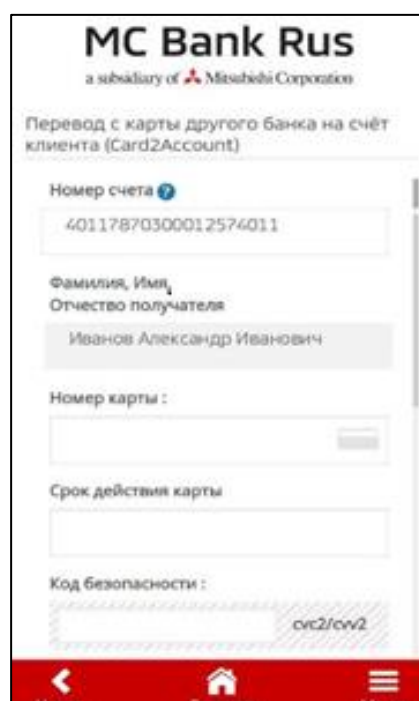 MC Bank Rus
a subsidiary of Mitsubishi Corporation
Перевод с карты другого банка на счёт
клиента (Card2Account)
Номер счета ?
40117870300012574011
Фамилия, Имя,
Отчество получателя
Иванов Александр Иванович
Номер карты :
Срок действия карты
Код безопасности :
cvc2/cvv2